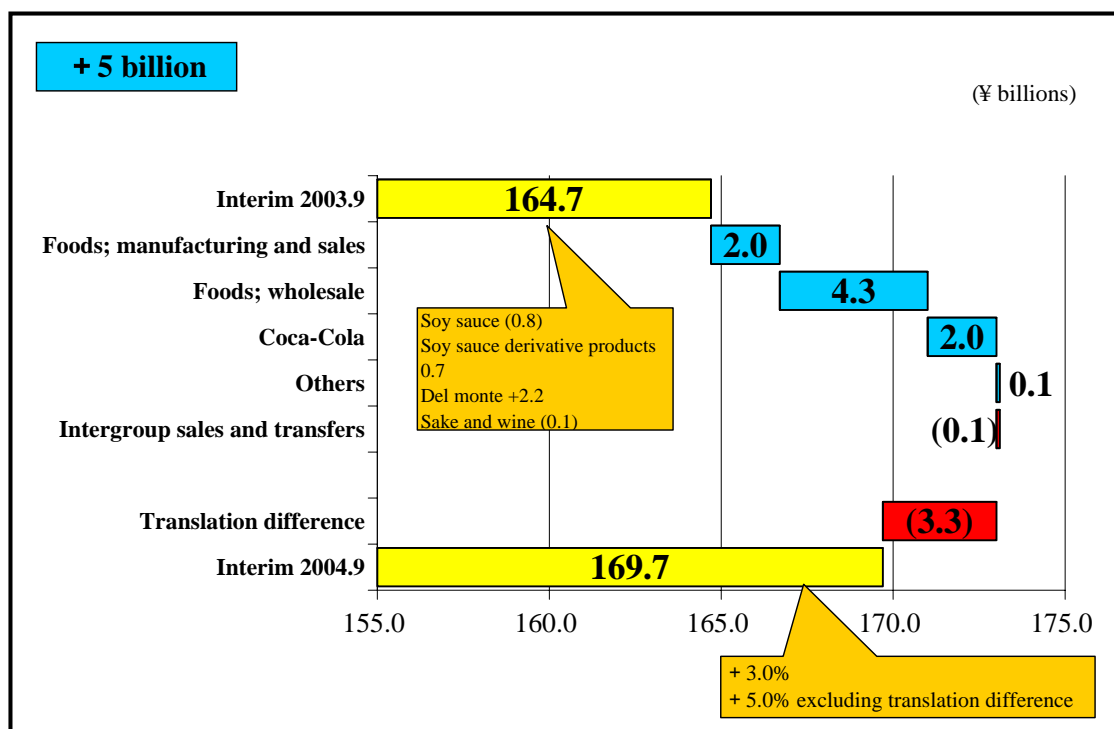 + 5 billion
(¥ billions)
Interim 2003.9
164.7
Foods; manufacturing and sales
2.0
Foods; wholesale
4.3
Soy sauce (0.8)
Soy sauce derivative products
0.7
Del monte +2.2
Sake and wine (0.1)
Coca-Cola
2.0
Others
0.1
Intergroup sales and transfers
(0.1)
Translation difference
(3.3)
Interim 2004.9
169.7
155.0 160.0 165.0 170.0 175.0
+ 3.0%
+ 5.0% excluding translation difference